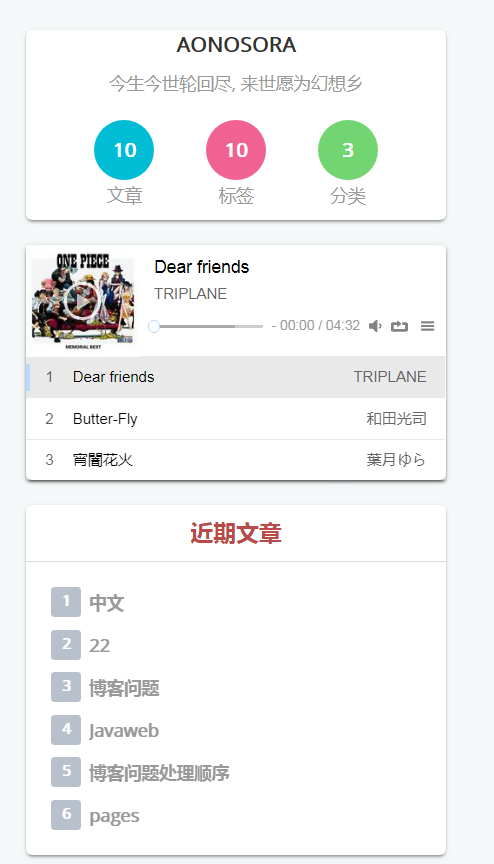 AONOSORA
今生今世轮回尽, 来世愿为幻想乡
10 10 3
文章 标签 分类
ONE PIECE
MEMORIAL BEST
Dear friends
TRIPLANE
- 00:00 / 04:32
1 Dear friends TRIPLANE
2 Butter-Fly 和田光司
3 宵闇花火 葉月ゆら
近期文章
1 中文
2 22
3 博客问题
4 Javaweb
5 博客问题处理顺序
6 pages